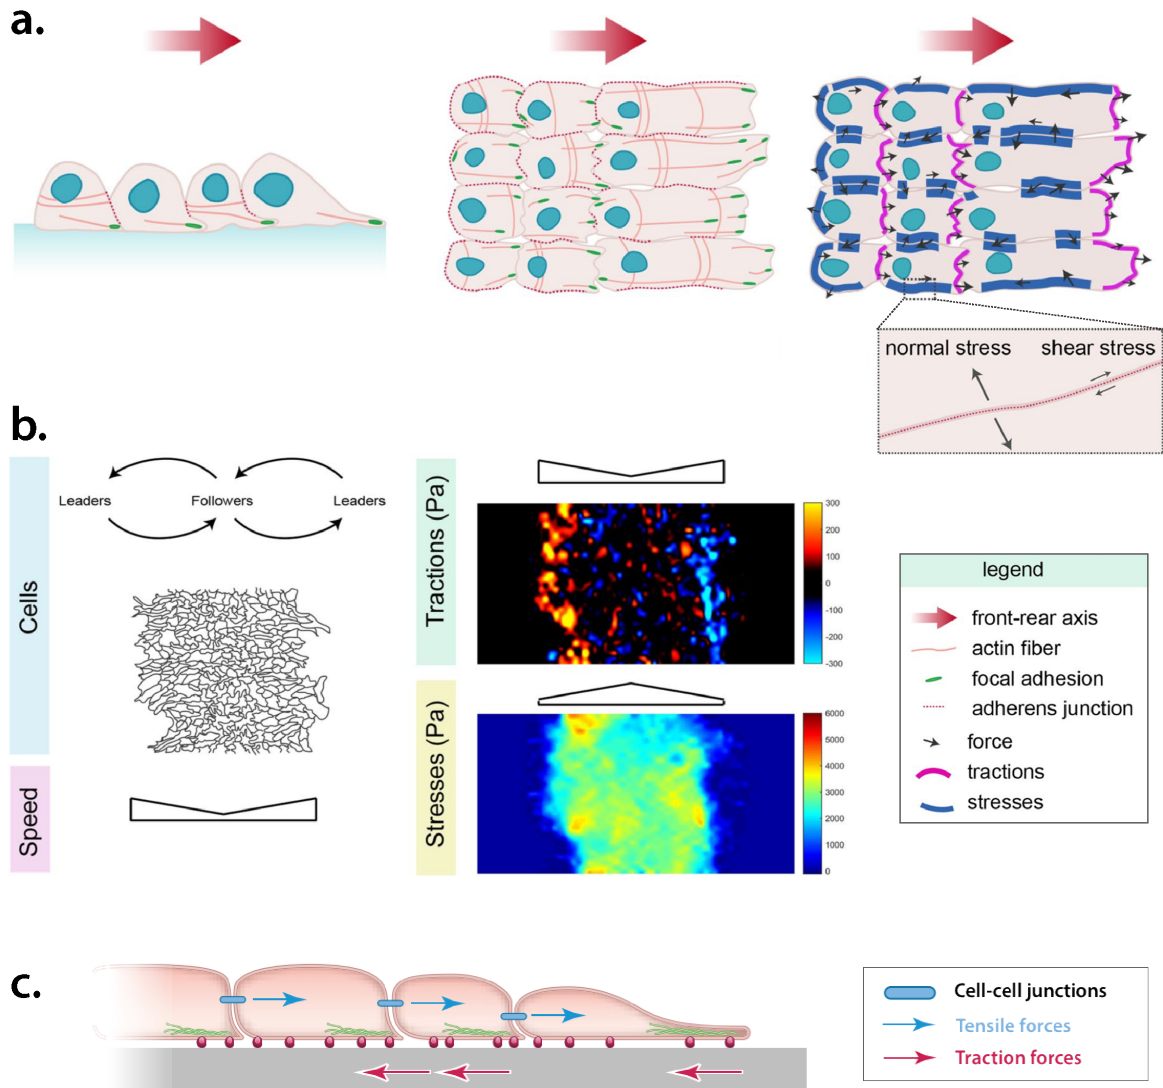 a.
normal stress shear stress
b.
Cells
Leaders Followers Leaders
Speed
Tractions (Pa)
300
200
100
0
-100
-200
-300
Stresses (Pa)
6000
5000
4000
3000
2000
1000
0
legend
front-rear axis
actin fiber
focal adhesion
adherens junction
force
tractions
stresses
c.
Cell-cell junctions
Tensile forces
Traction forces